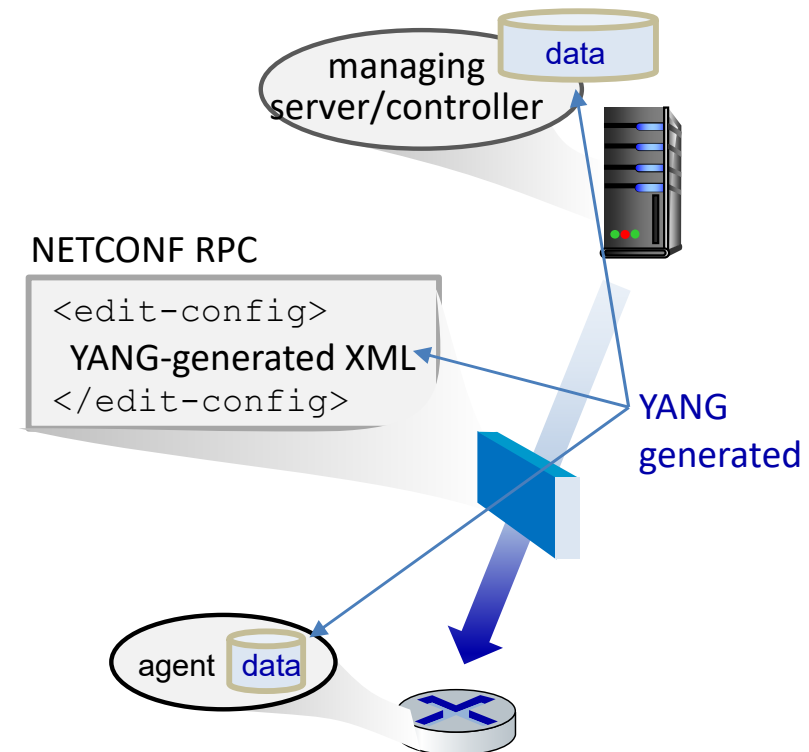 data
managing
server/controller
NETCONF RPC
<edit-config>
YANG-generated XML
</edit-config>
YANG
generated
agent
data